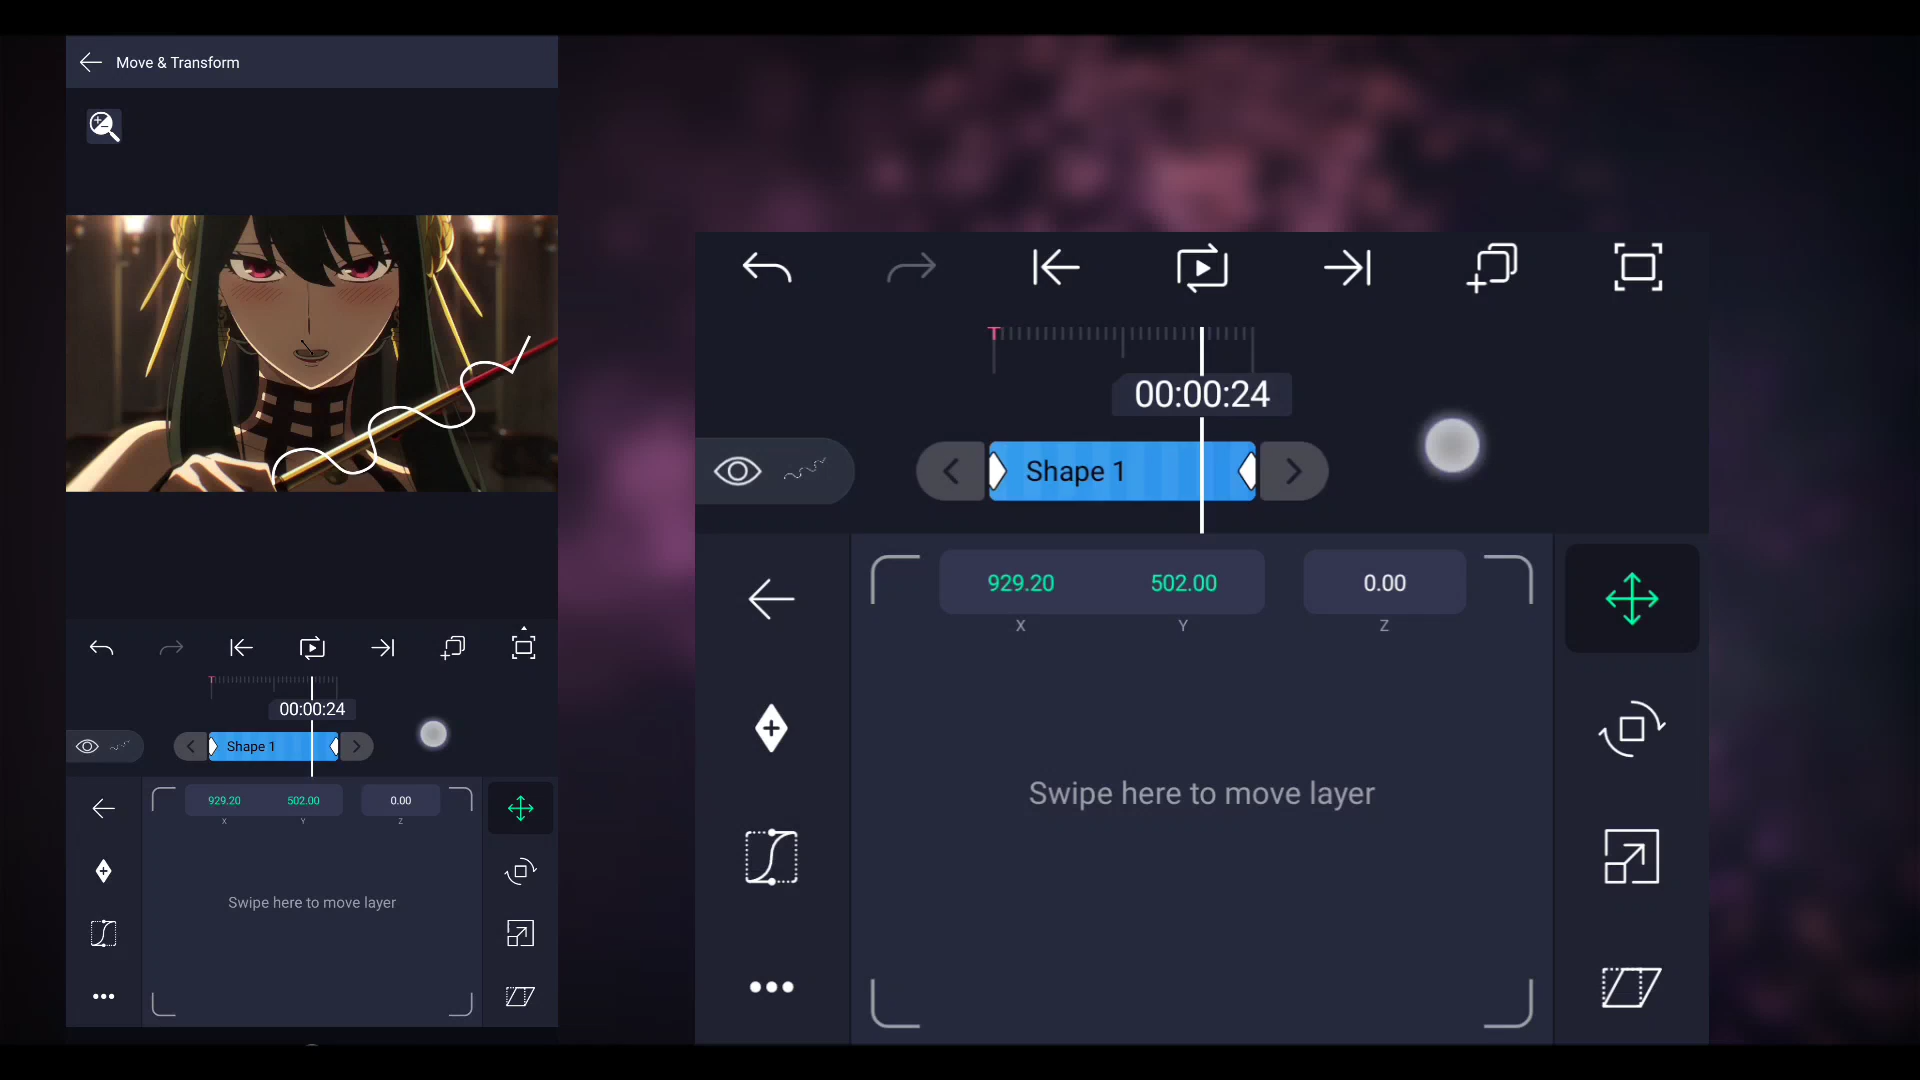 Move & Transform
00:00:24
Shape 1
929.20 502.00 0.00
X Y Z
Swipe here to move layer
00:00:24
Shape 1
929.20 502.00 0.00
X Y Z
Swipe here to move layer